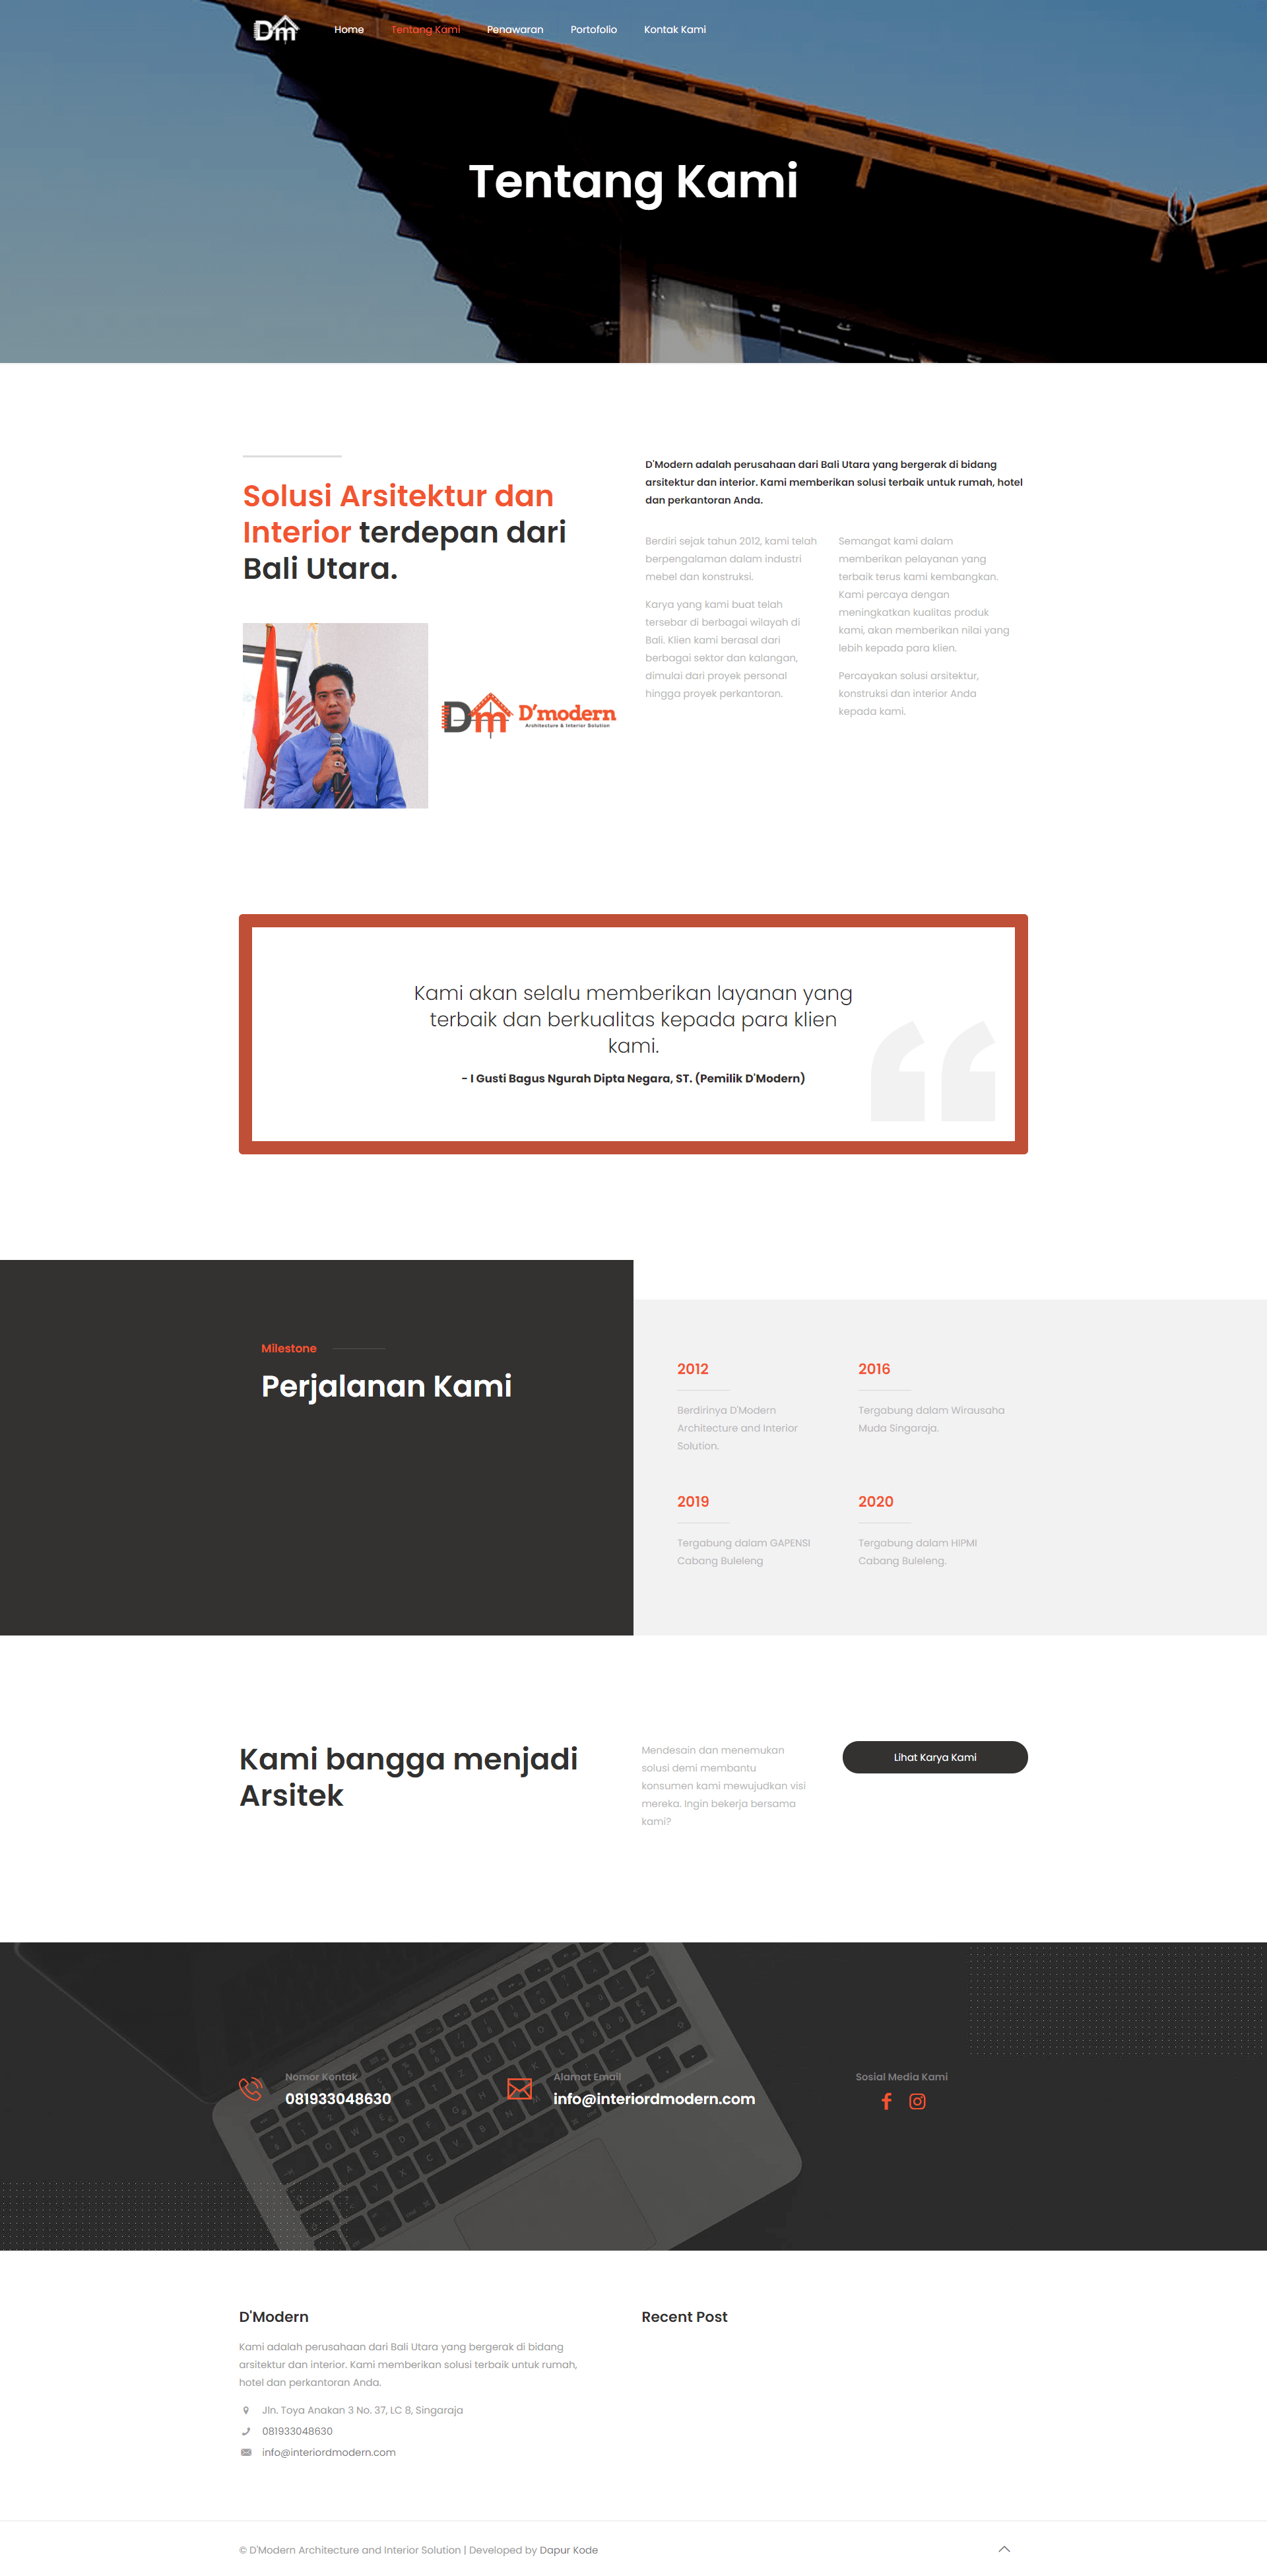 Dm
Home
Tentang Kami
Penawaran
Portofolio
Kontak Kami
Tentang Kami
Solusi Arsitektur dan
Interior terdepan dari
Bali Utara.
Dm D'modern
Architecture & Interior Solution
D'Modern adalah perusahaan dari Bali Utara yang bergerak di bidang
arsitektur dan interior. Kami memberikan solusi terbaik untuk rumah, hotel
dan perkantoran Anda.
Berdiri sejak tahun 2012, kami telah
berpengalaman dalam industri
mebel dan konstruksi.
Karya yang kami buat telah
tersebar di berbagai wilayah di
Bali. Klien kami berasal dari
berbagai sektor dan kalangan,
dimulai dari proyek personal
hingga proyek perkantoran.
Semangat kami dalam
memberikan pelayanan yang
terbaik terus kami kembangkan.
Kami percaya dengan
meningkatkan kualitas produk
kami, akan memberikan nilai yang
lebih kepada para klien.
Percayakan solusi arsitektur,
konstruksi dan interior Anda
kepada kami.
Kami akan selalu memberikan layanan yang
terbaik dan berkualitas kepada para klien
kami.
- I Gusti Bagus Ngurah Dipta Negara, ST. (Pemilik D'Modern)
Milestone
Perjalanan Kami
2012
Berdirinya D'Modern
Architecture and Interior
Solution.
2016
Tergabung dalam Wirausaha
Muda Singaraja.
2019
Tergabung dalam GAPENSI
Cabang Buleleng
2020
Tergabung dalam HIPMI
Cabang Buleleng.
Kami bangga menjadi
Arsitek
Mendesain dan menemukan
solusi demi membantu
konsumen kami mewujudkan visi
mereka. Ingin bekerja bersama
kami?
Lihat Karya Kami
Nomor Kontak
081933048630
Alamat Email
info@interiordmodern.com
Sosial Media Kami
D'Modern
Kami adalah perusahaan dari Bali Utara yang bergerak di bidang
arsitektur dan interior. Kami memberikan solusi terbaik untuk rumah,
hotel dan perkantoran Anda.
Jln. Toya Anakan 3 No. 37, LC 8, Singaraja
081933048630
info@interiordmodern.com
Recent Post
© D'Modern Architecture and Interior Solution | Developed by Dapur Kode